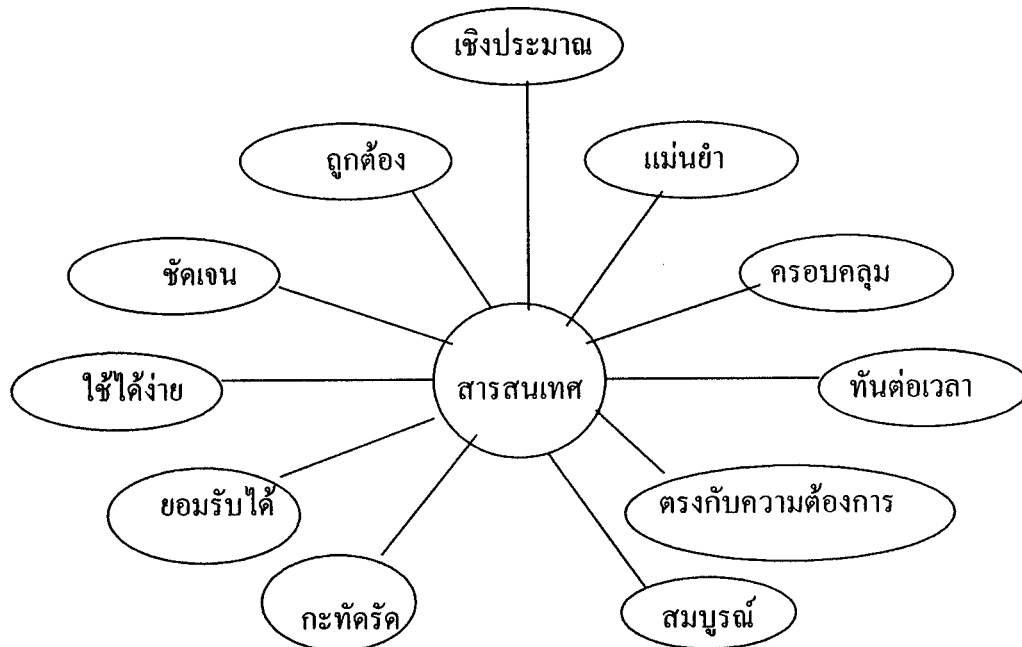 เชิงประมาณ
ถูกต้อง
แม่นยำ
ชัดเจน
ครอบคลุม
ใช้ได้ง่าย
สารสนเทศ
ทันต่อเวลา
ยอมรับได้
ตรงกับความต้องการ
กะทัดรัด
สมบูรณ์